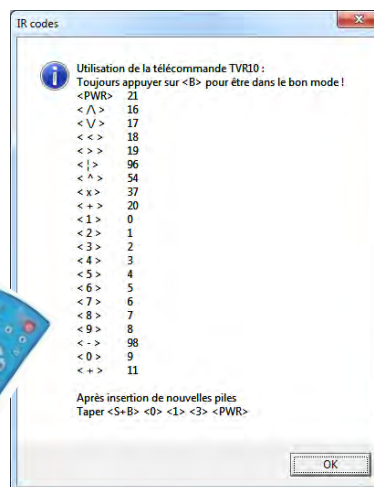 IR codes
Utilisation de la télécommande TVR10 :
Toujours appuyer sur <B> pour être dans le bon mode !
<PWR> 21
< /\ > 16
< \/ > 17
< < > 18
< > > 19
< ¦ > 96
< ^ > 54
< x > 37
< + > 20
< 1 > 0
< 2 > 1
< 3 > 2
< 4 > 3
< 5 > 4
< 6 > 5
< 7 > 6
< 8 > 7
< 9 > 8
< - > 98
< 0 > 9
< + > 11
Après insertion de nouvelles piles
Taper <S+B> <0> <1> <3> <PWR>
OK